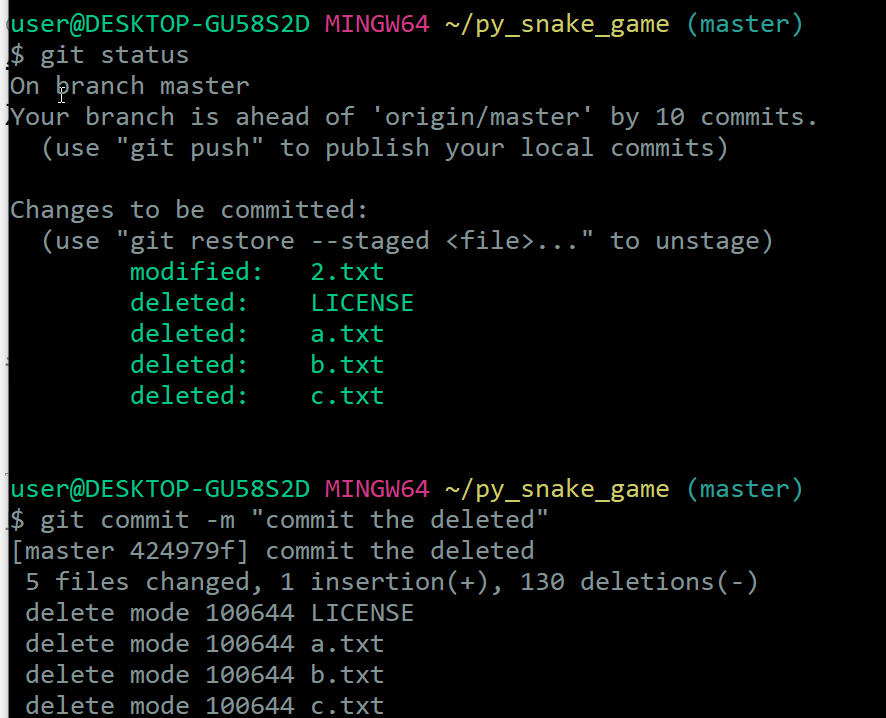 user@DESKTOP-GU58S2D MINGW64 ~/py_snake_game (master)
$ git status
On branch master
Your branch is ahead of 'origin/master' by 10 commits.
  (use "git push" to publish your local commits)

Changes to be committed:
  (use "git restore --staged <file>..." to unstage)
        modified:   2.txt
        deleted:    LICENSE
        deleted:    a.txt
        deleted:    b.txt
        deleted:    c.txt

user@DESKTOP-GU58S2D MINGW64 ~/py_snake_game (master)
$ git commit -m "commit the deleted"
[master 424979f] commit the deleted
 5 files changed, 1 insertion(+), 130 deletions(-)
 delete mode 100644 LICENSE
 delete mode 100644 a.txt
 delete mode 100644 b.txt
 delete mode 100644 c.txt